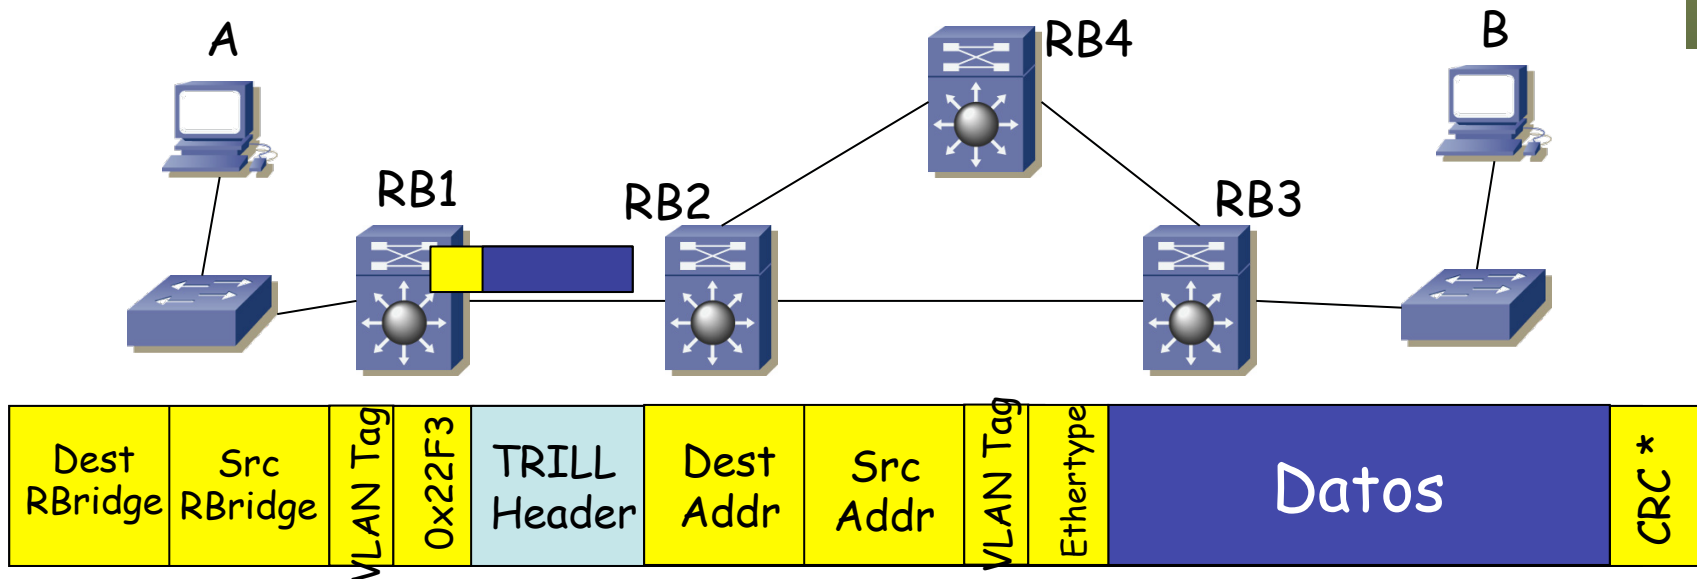 A
RB4
B
RB1
RB2
RB3
Dest
RBridge
Src
RBridge
VLAN Tag
0x22F3
TRILL
Header
Dest
Addr
Src
Addr
VLAN Tag
Ethertype
Datos
CRC *